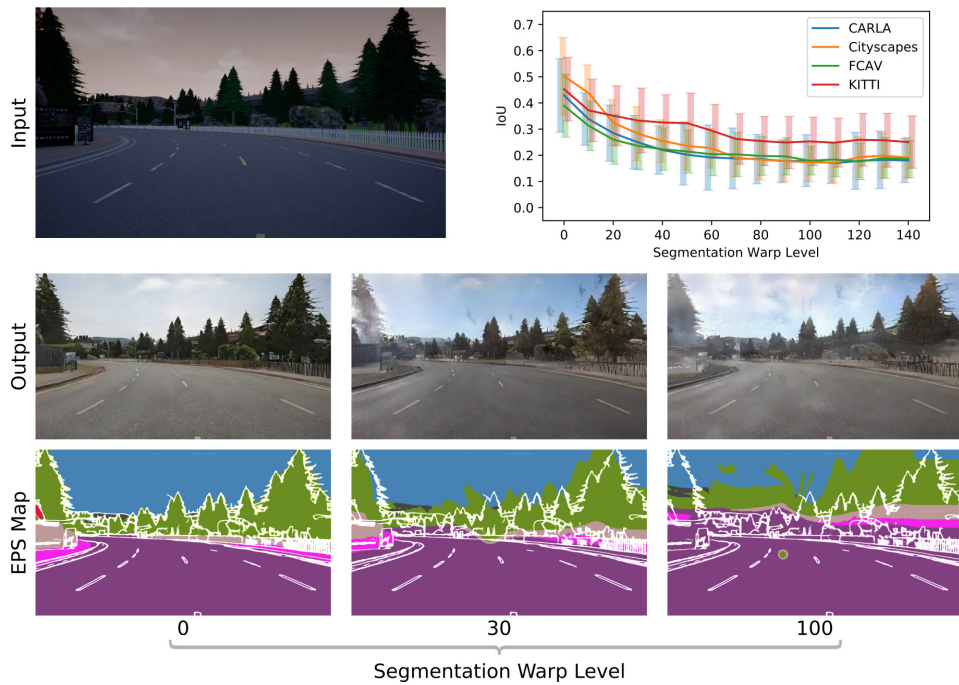 Input
0.7
0.6
0.5
0.4
0.3
0.2
0.1
0.0
IoU
0 20 40 60 80 100 120 140
Segmentation Warp Level
CARLA
Cityscapes
FCAV
KITTI
Output
EPS Map
0 30 100
Segmentation Warp Level